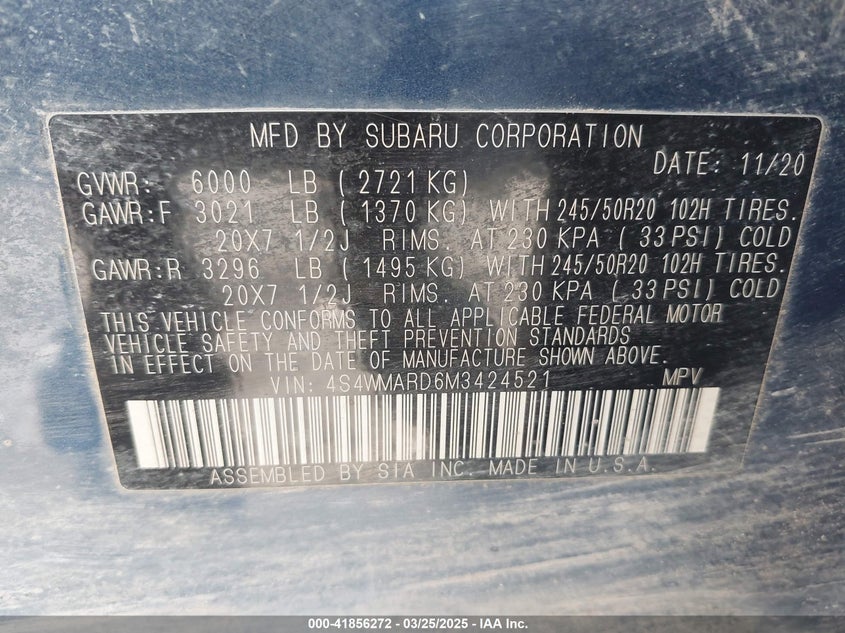 MFD BY SUBARU CORPORATION
DATE: 11/20
GVWR: 6000 LB ( 2721 KG)
GAWR:F 3021 LB ( 1370 KG) WITH 245/50R20 102H TIRES.
20X7 1/2J RIMS. AT 230 KPA ( 33 PSI) COLD
GAWR:R 3296 LB ( 1495 KG) WITH 245/50R20 102H TIRES.
20X7 1/2J RIMS. AT 230 KPA ( 33 PSI) COLD
THIS VEHICLE CONFORMS TO ALL APPLICABLE FEDERAL MOTOR
VEHICLE SAFETY AND THEFT PREVENTION STANDARDS
IN EFFECT ON THE DATE OF MANUFACTURE SHOWN ABOVE.
VIN: 4S4WMARD6M3424521 MPV
ASSEMBLED BY SIA INC. MADE IN U.S.A.
000-41856272 - 03/25/2025 - IAA Inc.